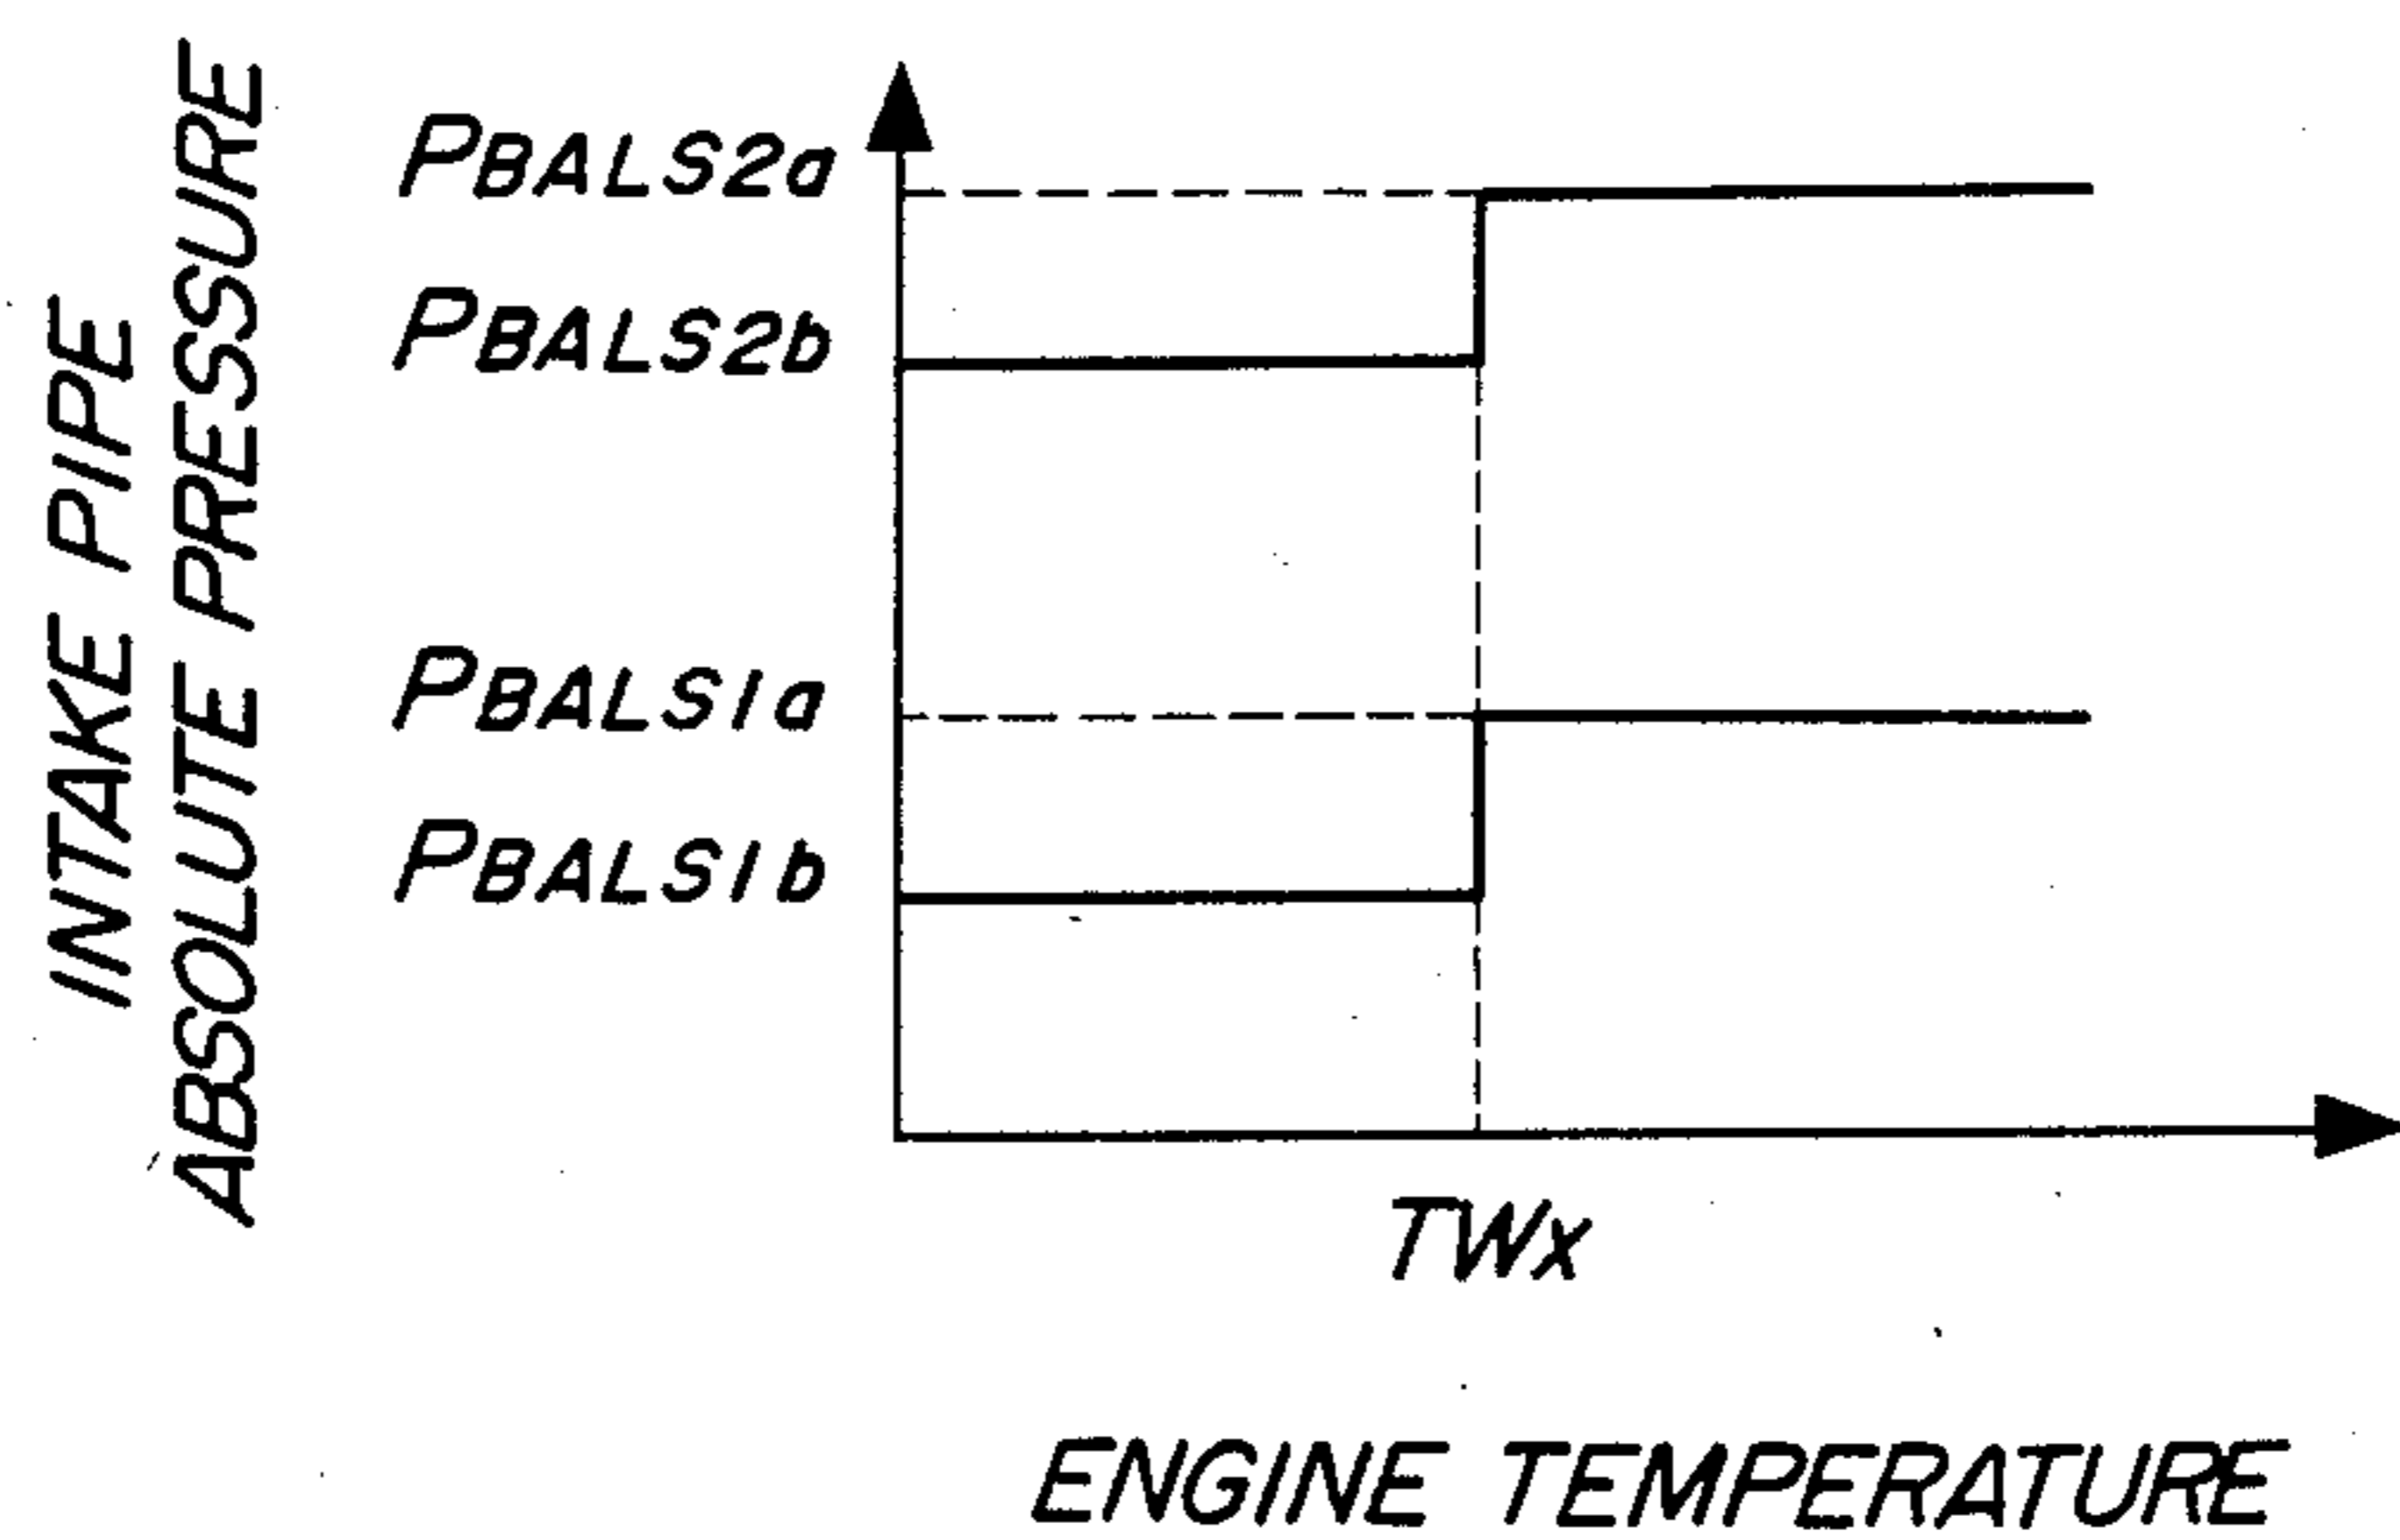 INTAKE PIPE
ABSOLUTE PRESSURE
PBALS2a
PBALS2b
PBALS1a
PBALS1b
TWx
ENGINE TEMPERATURE